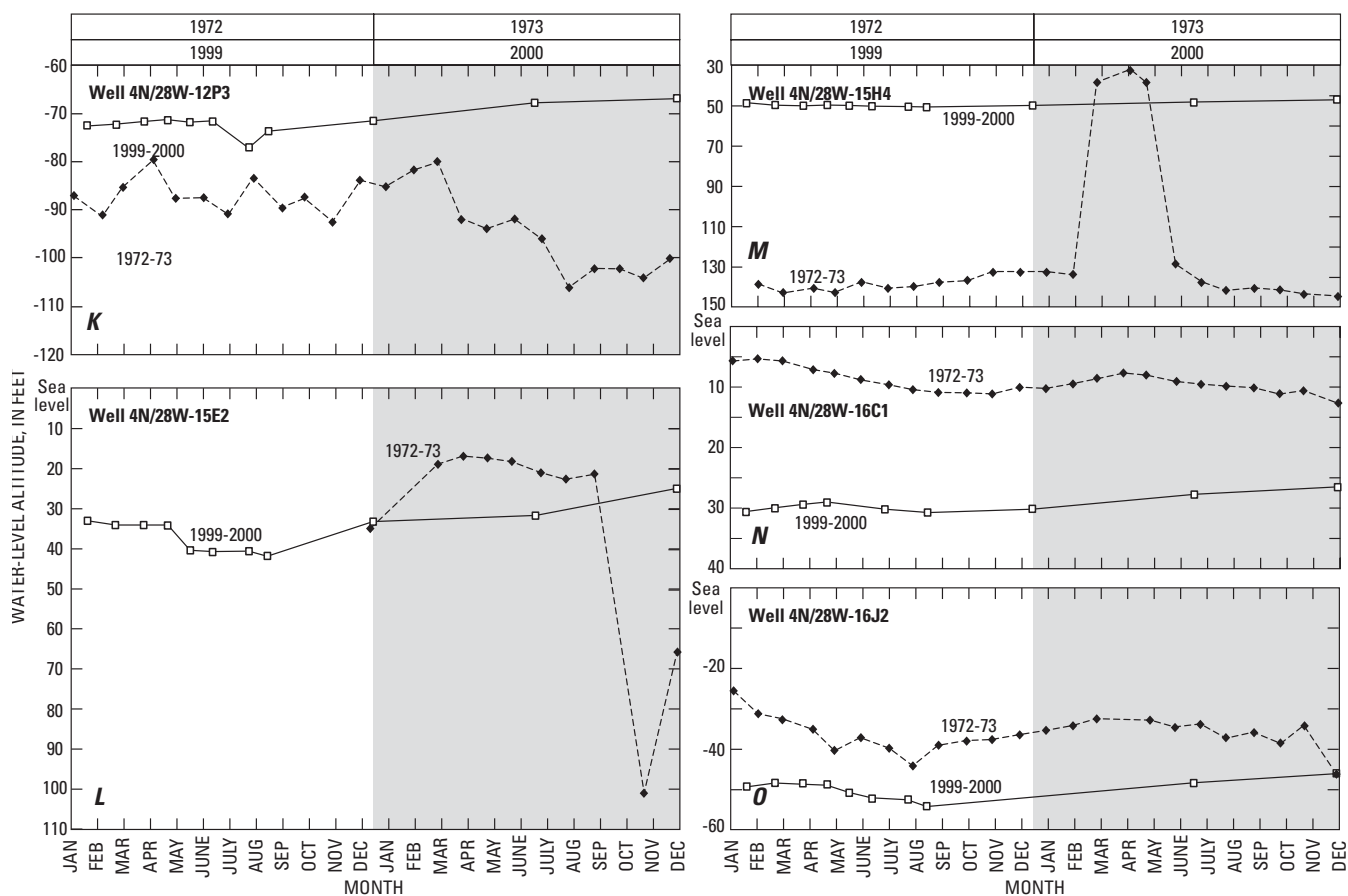 1972 1973
1999 2000
-60
-70
-80
-90
-100
-110
-120
Well 4N/28W-12P3
1999-2000
1972-73
K
WATER-LEVEL ALTITUDE, IN FEET
Sea level
10
20
30
40
50
60
70
80
90
100
110
Well 4N/28W-15E2
1972-73
1999-2000
L
JAN FEB MAR APR MAY JUNE JULY AUG SEP OCT NOV DEC JAN FEB MAR APR MAY JUNE JULY AUG SEP OCT NOV DEC
MONTH
1972 1973
1999 2000
30
50
70
90
110
130
150
Well 4N/28W-15H4
1999-2000
1972-73
M
Sea level
10
20
30
40
1972-73
Well 4N/28W-16C1
1999-2000
N
Sea level
-20
-40
-60
Well 4N/28W-16J2
1972-73
1999-2000
O
JAN FEB MAR APR MAY JUNE JULY AUG SEP OCT NOV DEC JAN FEB MAR APR MAY JUNE JULY AUG SEP OCT NOV DEC
MONTH